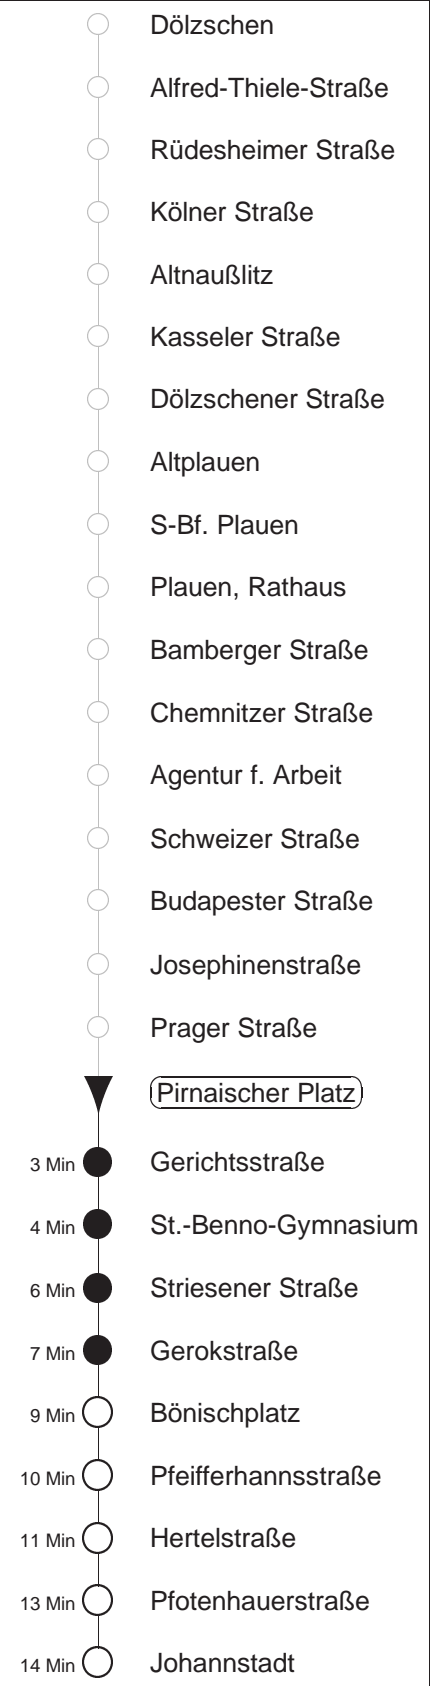 Dölzschen
Alfred-Thiele-Straße
Rüdesheimer Straße
Kölner Straße
Altnaußlitz
Kasseler Straße
Dölzschener Straße
Altplauen
S-Bf. Plauen
Plauen, Rathaus
Bamberger Straße
Chemnitzer Straße
Agentur f. Arbeit
Schweizer Straße
Budapester Straße
Josephinenstraße
Prager Straße
Pirnaischer Platz
3 Min Gerichtsstraße
4 Min St.-Benno-Gymnasium
6 Min Striesener Straße
7 Min Gerokstraße
9 Min Bönischplatz
10 Min Pfeifferhannsstraße
11 Min Hertelstraße
13 Min Pfotenhauerstraße
14 Min Johannstadt